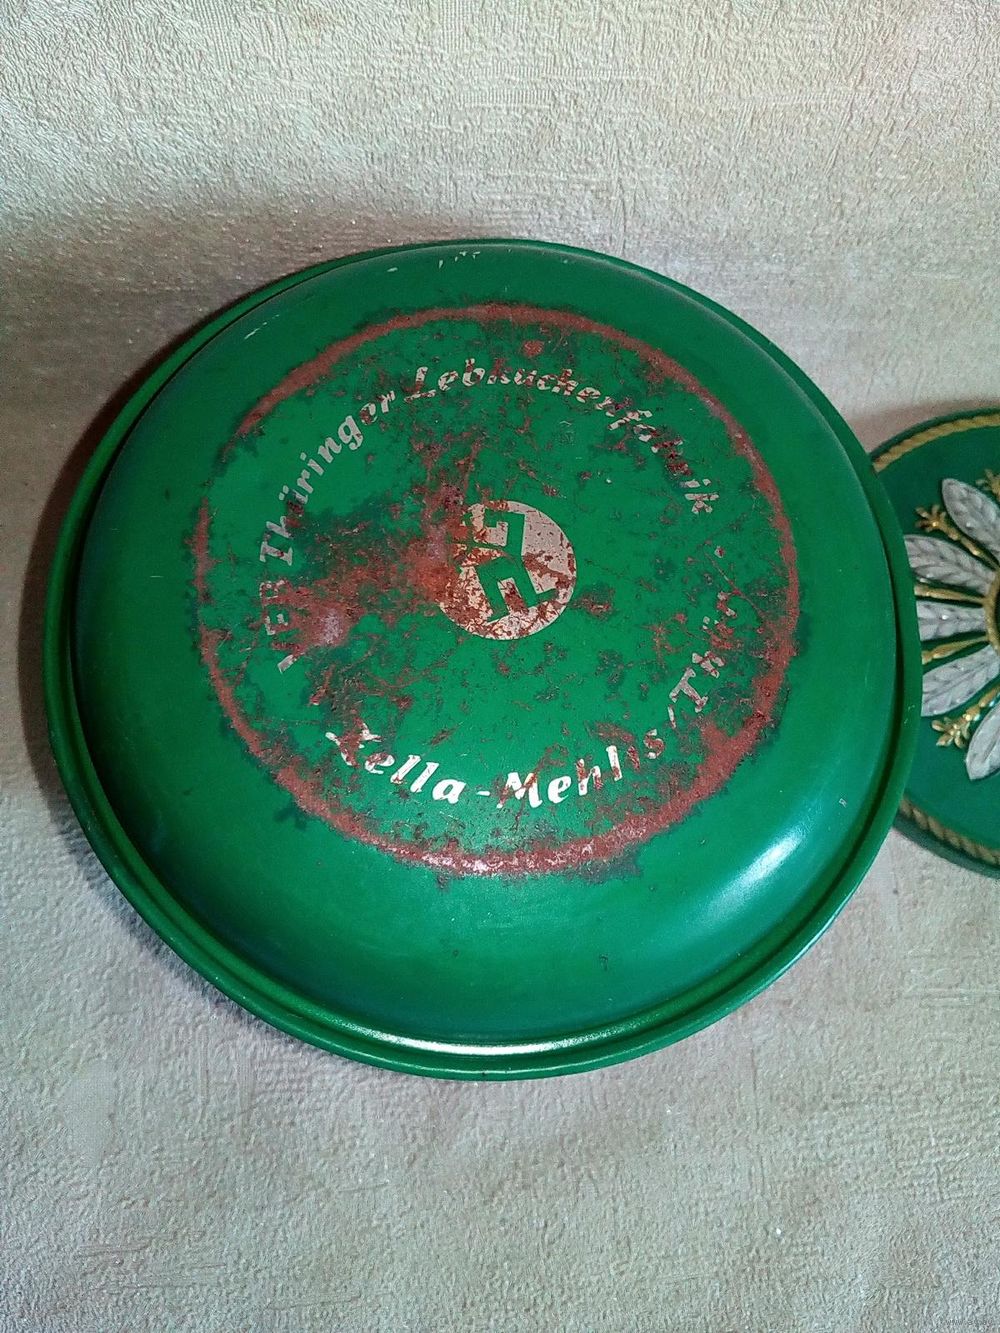 VEB Thüringer Lebkuchenfabrik
Zella-Mehlis/Thür.